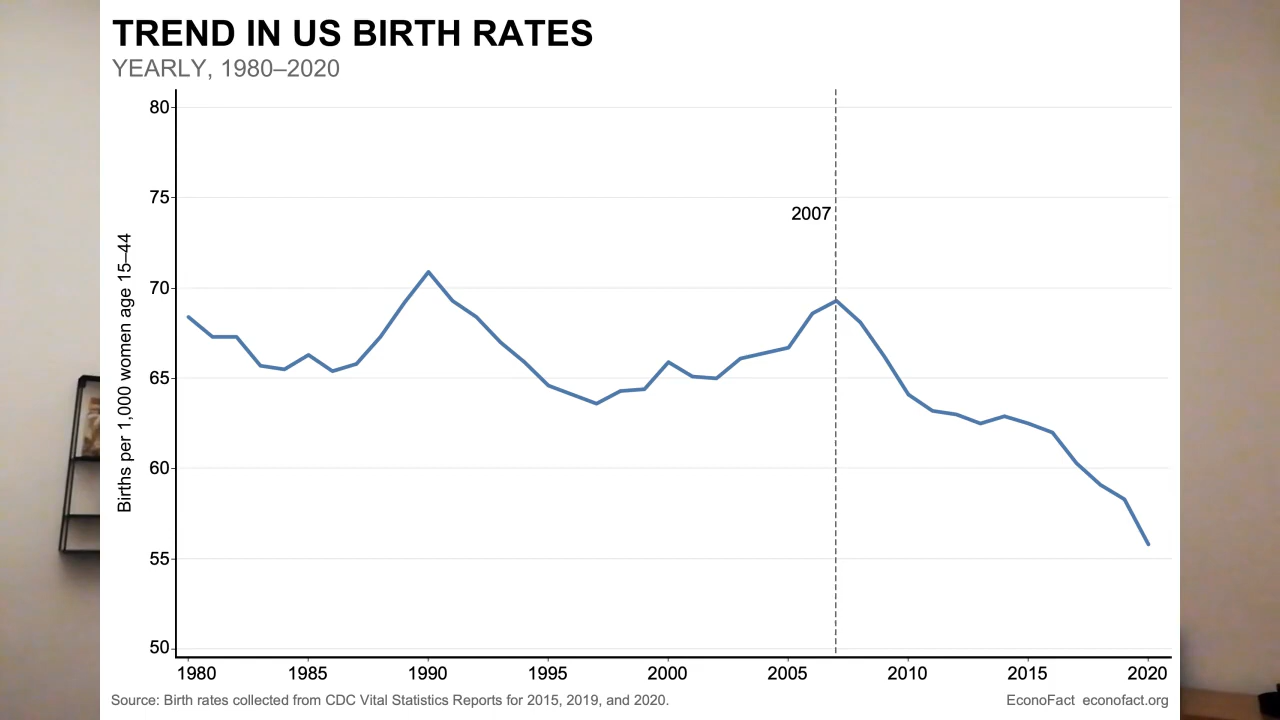 TREND IN US BIRTH RATES
YEARLY, 1980–2020
80
75
2007
70
65
60
55
50
Births per 1,000 women age 15–44
1980 1985 1990 1995 2000 2005 2010 2015 2020
Source: Birth rates collected from CDC Vital Statistics Reports for 2015, 2019, and 2020.
EconoFact econofact.org